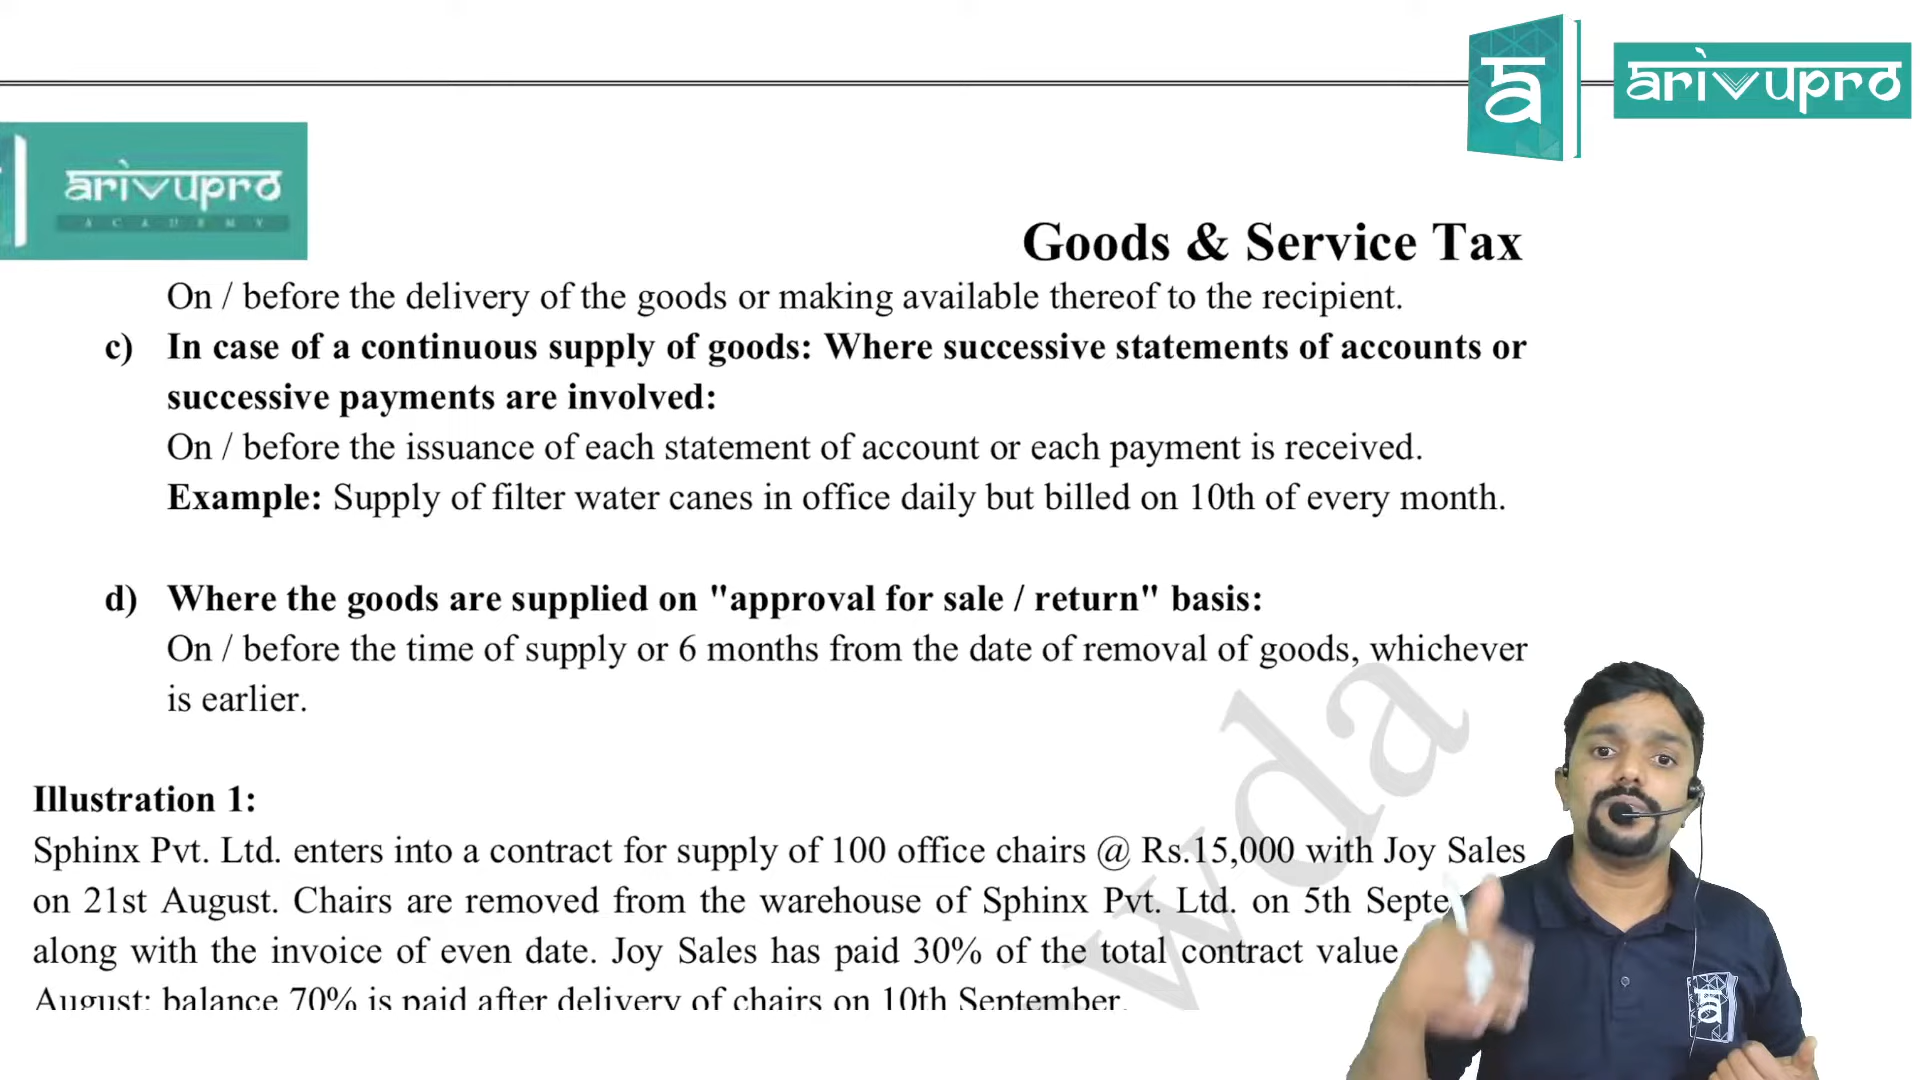 a arivupro
arivupro
ACADEMY
Goods & Service Tax
On / before the delivery of the goods or making available thereof to the recipient.
c) In case of a continuous supply of goods: Where successive statements of accounts or
successive payments are involved:
On / before the issuance of each statement of account or each payment is received.
Example: Supply of filter water canes in office daily but billed on 10th of every month.
d) Where the goods are supplied on "approval for sale / return" basis:
On / before the time of supply or 6 months from the date of removal of goods, whichever
is earlier.
Illustration 1:
Sphinx Pvt. Ltd. enters into a contract for supply of 100 office chairs @ Rs.15,000 with Joy Sales
on 21st August. Chairs are removed from the warehouse of Sphinx Pvt. Ltd. on 5th Septe
along with the invoice of even date. Joy Sales has paid 30% of the total contract value
August; balance 70% is paid after delivery of chairs on 10th September.
wda
a